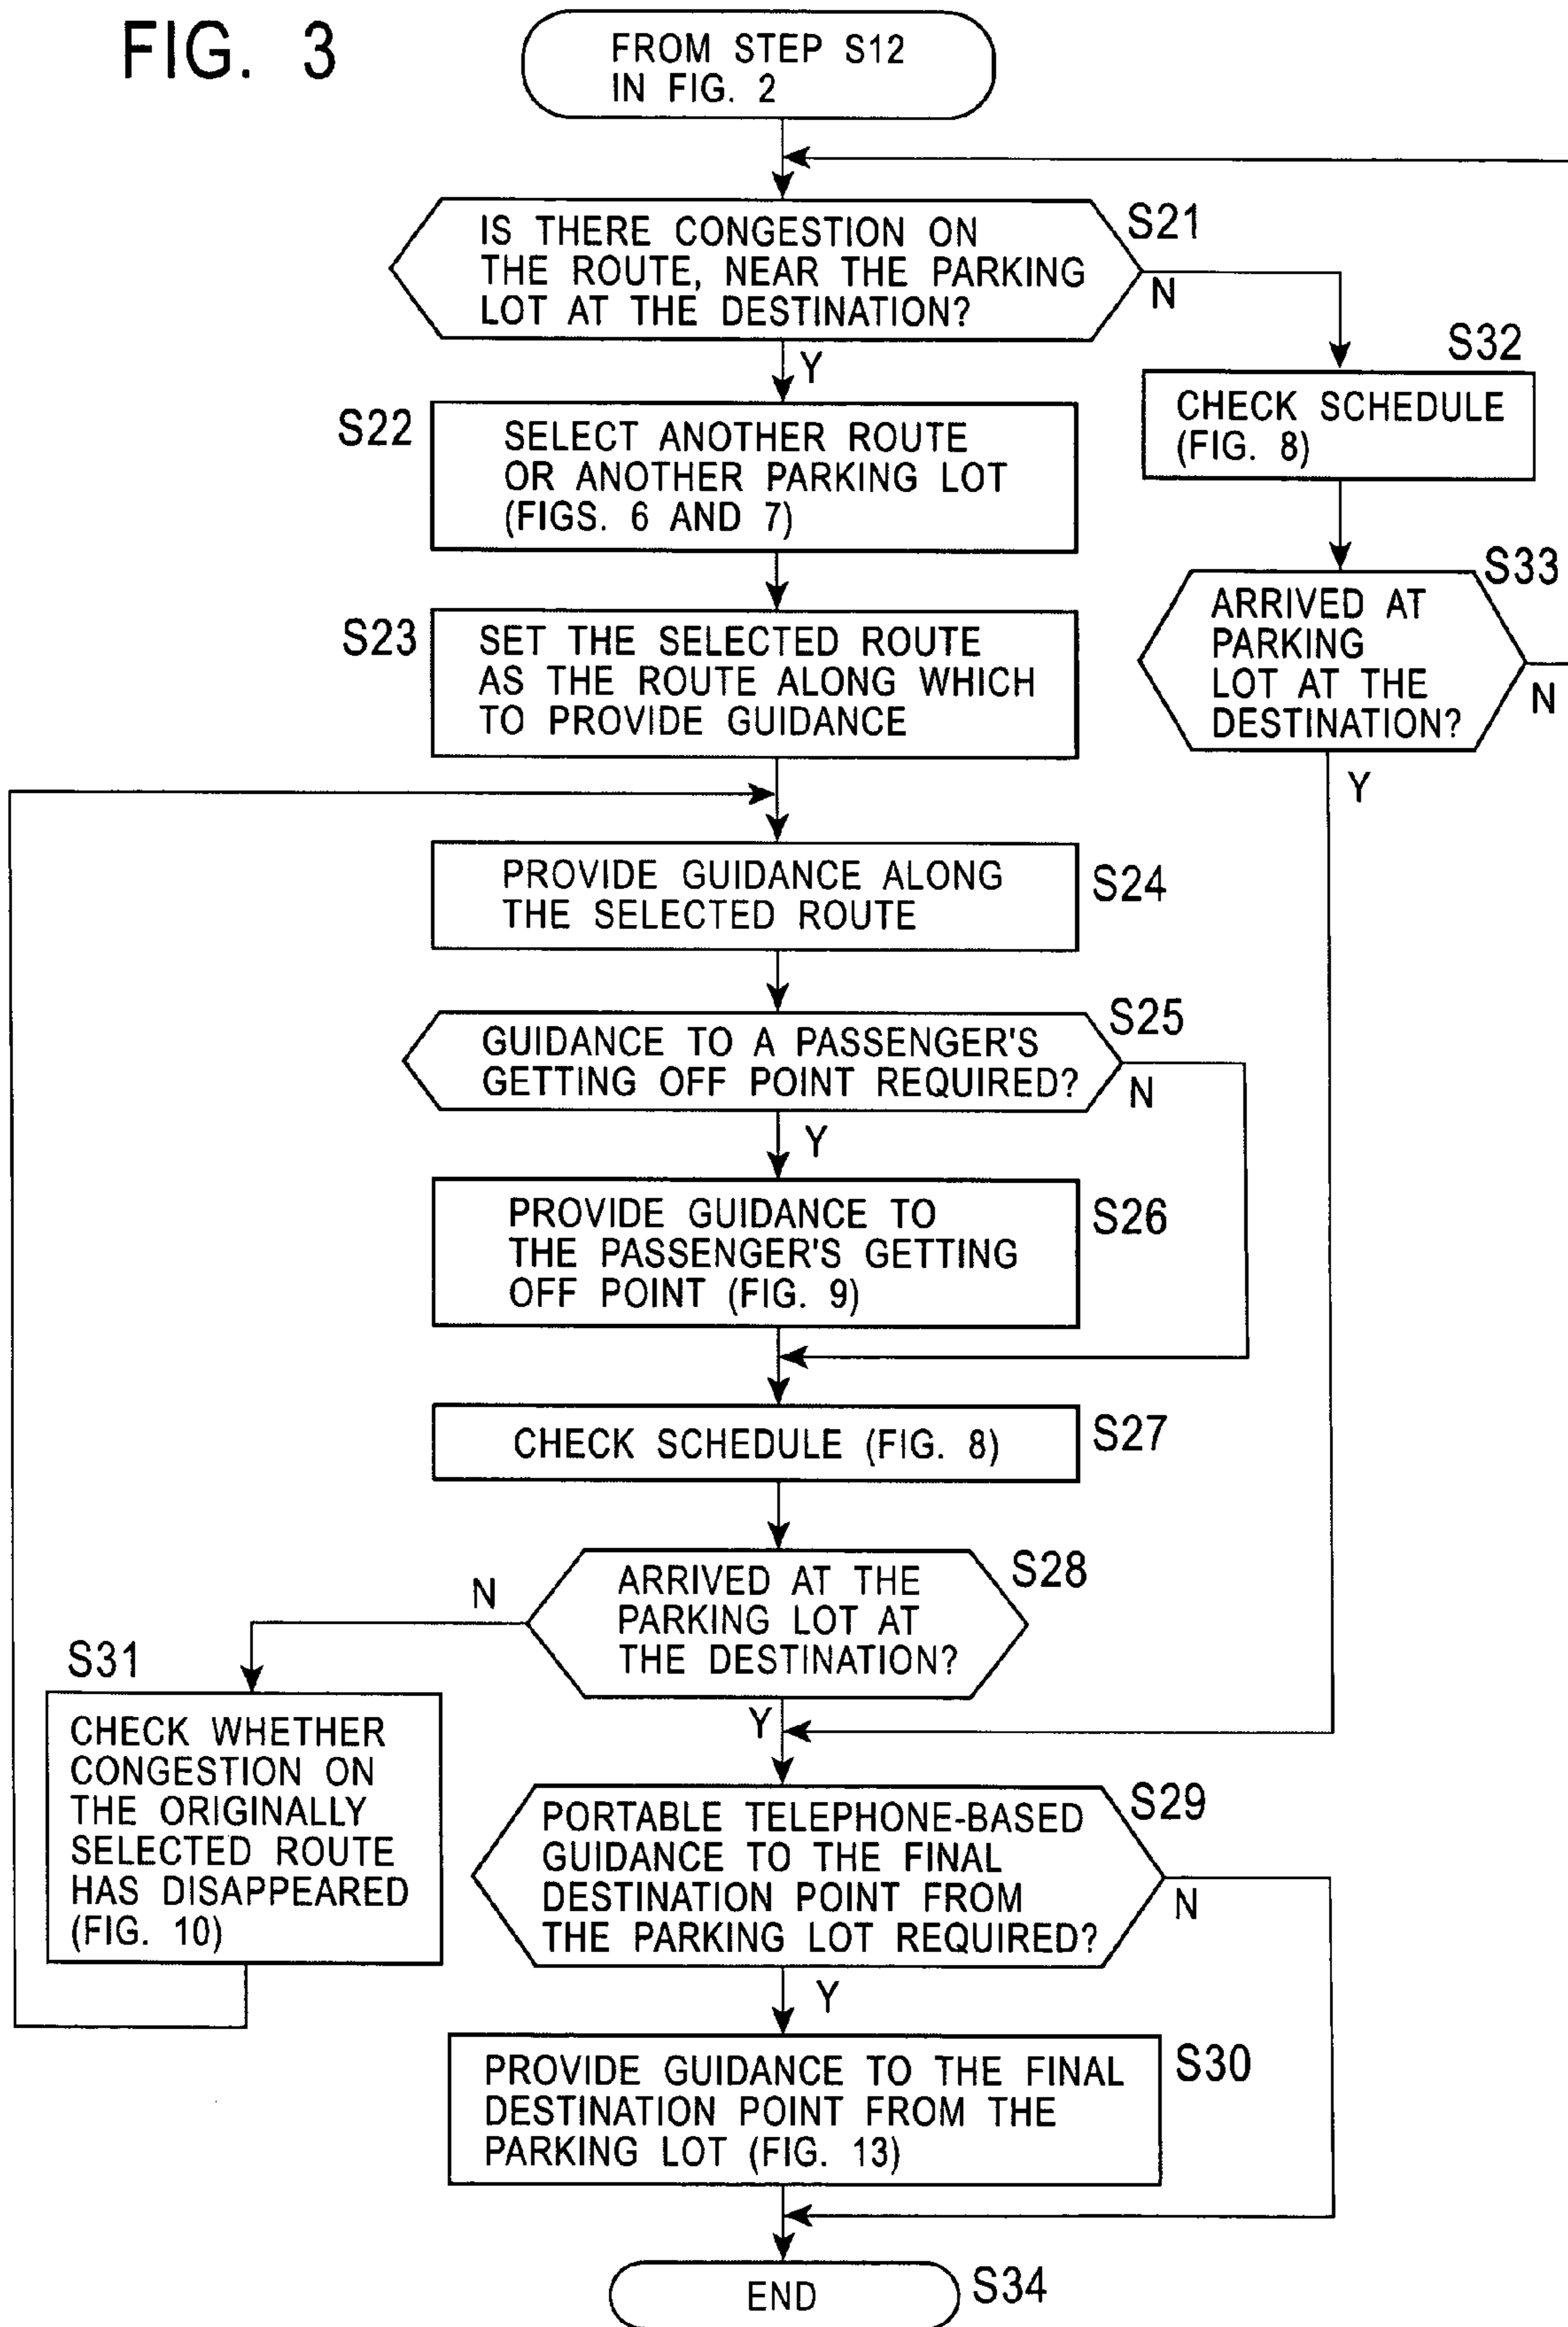 FIG. 3
FROM STEP S12
IN FIG. 2
S21
IS THERE CONGESTION ON
THE ROUTE, NEAR THE PARKING
LOT AT THE DESTINATION?
N
Y
S32
CHECK SCHEDULE
(FIG. 8)
S22
SELECT ANOTHER ROUTE
OR ANOTHER PARKING LOT
(FIGS. 6 AND 7)
S33
ARRIVED AT
PARKING
LOT AT THE
DESTINATION?
N
Y
S23
SET THE SELECTED ROUTE
AS THE ROUTE ALONG WHICH
TO PROVIDE GUIDANCE
PROVIDE GUIDANCE ALONG
THE SELECTED ROUTE
S24
S25
GUIDANCE TO A PASSENGER'S
GETTING OFF POINT REQUIRED?
N
Y
PROVIDE GUIDANCE TO
THE PASSENGER'S GETTING
OFF POINT (FIG. 9)
S26
CHECK SCHEDULE (FIG. 8)
S27
S28
ARRIVED AT THE
PARKING LOT AT
THE DESTINATION?
N
Y
S31
CHECK WHETHER
CONGESTION ON
THE ORIGINALLY
SELECTED ROUTE
HAS DISAPPEARED
(FIG. 10)
S29
PORTABLE TELEPHONE-BASED
GUIDANCE TO THE FINAL
DESTINATION POINT FROM
THE PARKING LOT REQUIRED?
N
Y
S30
PROVIDE GUIDANCE TO THE FINAL
DESTINATION POINT FROM THE
PARKING LOT (FIG. 13)
END
S34